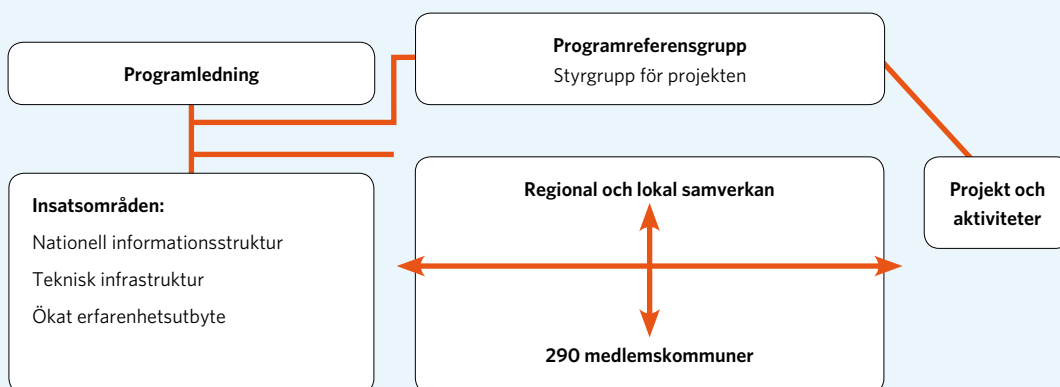 Programledning
Programreferensgrupp
Styrgrupp för projekten
Insatsområden:
Nationell informationsstruktur
Teknisk infrastruktur
Ökat erfarenhetsutbyte
Regional och lokal samverkan
290 medlemskommuner
Projekt och
aktiviteter